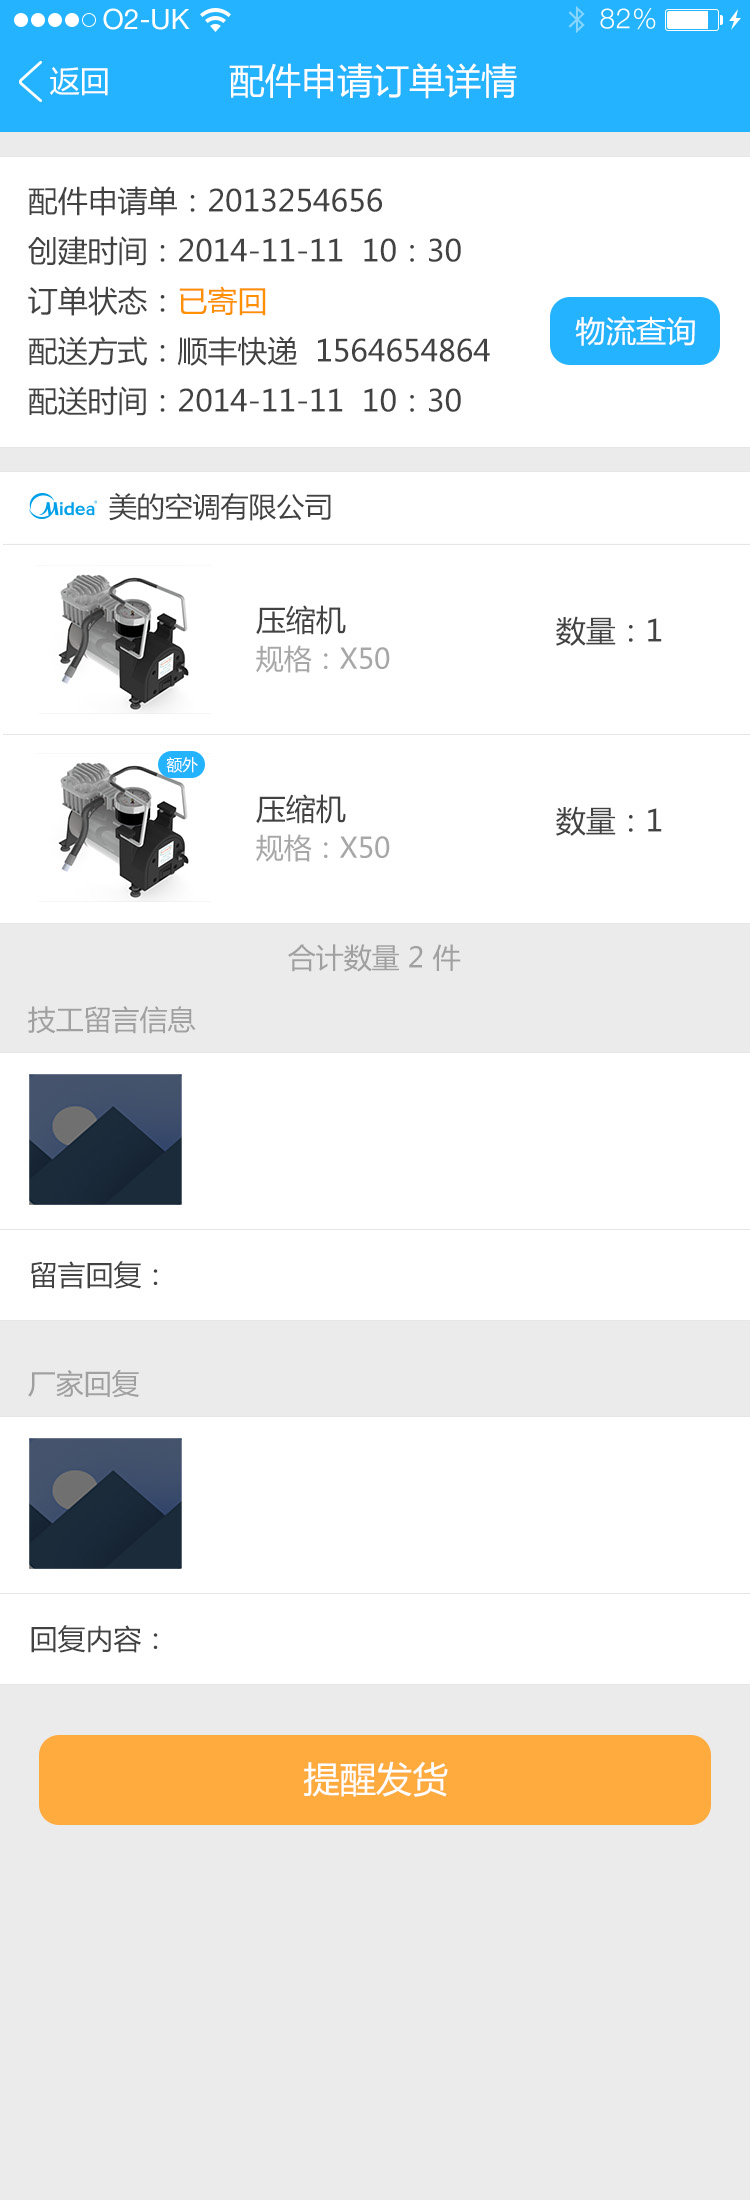 O2-UK 82%
返回 配件申请订单详情
配件申请单：2013254656
创建时间：2014-11-11 10：30
订单状态：已寄回
物流查询
配送方式：顺丰快递 1564654864
配送时间：2014-11-11 10：30
Midea 美的空调有限公司
压缩机
规格：X50
数量：1
额外
压缩机
规格：X50
数量：1
合计数量 2 件
技工留言信息
留言回复：
厂家回复
回复内容：
提醒发货